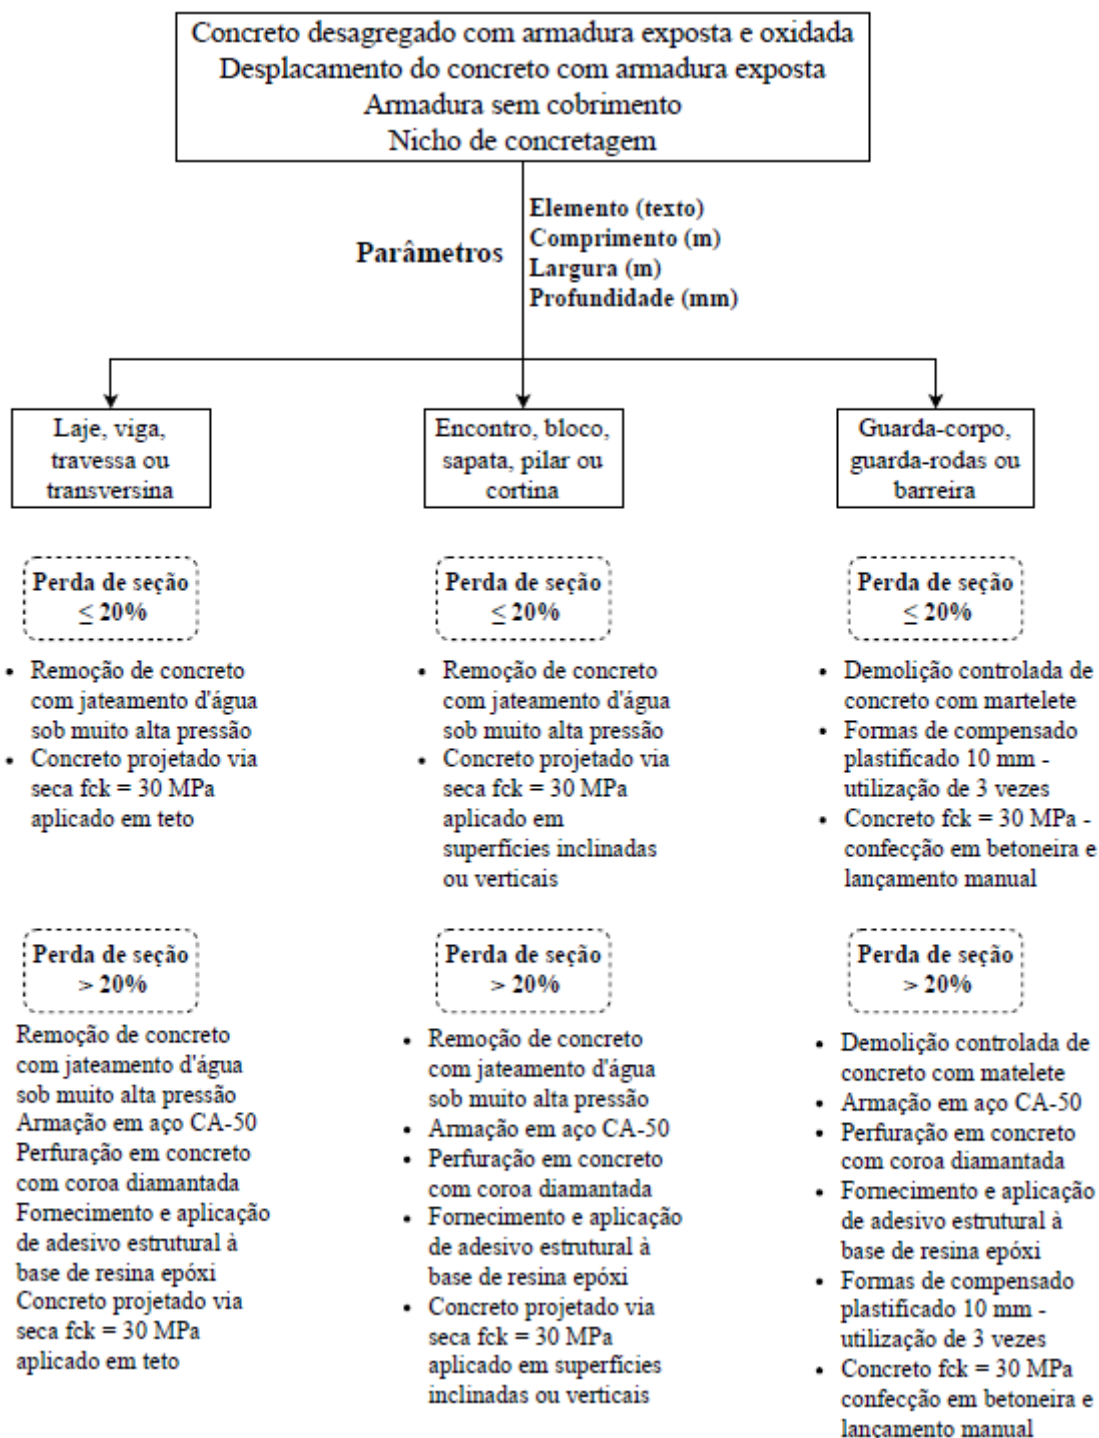 Concreto desagregado com armadura exposta e oxidada
Desplacamento do concreto com armadura exposta
Armadura sem cobrimento
Nicho de concretagem
Parâmetros
Elemento (texto)
Comprimento (m)
Largura (m)
Profundidade (mm)
Laje, viga,
travessa ou
transversina
Perda de seção
≤ 20%
• Remoção de concreto
com jateamento d'água
sob muito alta pressão
• Concreto projetado via
seca fck = 30 MPa
aplicado em teto
Perda de seção
> 20%
Remoção de concreto
com jateamento d'água
sob muito alta pressão
Armação em aço CA-50
Perfuração em concreto
com coroa diamantada
Fornecimento e aplicação
de adesivo estrutural à
base de resina epóxi
Concreto projetado via
seca fck = 30 MPa
aplicado em teto
Encontro, bloco,
sapata, pilar ou
cortina
Perda de seção
≤ 20%
• Remoção de concreto
com jateamento d'água
sob muito alta pressão
• Concreto projetado via
seca fck = 30 MPa
aplicado em
superfícies inclinadas
ou verticais
Perda de seção
> 20%
• Remoção de concreto
com jateamento d'água
sob muito alta pressão
• Armação em aço CA-50
• Perfuração em concreto
com coroa diamantada
• Fornecimento e aplicação
de adesivo estrutural à
base de resina epóxi
• Concreto projetado via
seca fck = 30 MPa
aplicado em superfícies
inclinadas ou verticais
Guarda-corpo,
guarda-rodas ou
barreira
Perda de seção
≤ 20%
• Demolição controlada de
concreto com martelete
• Formas de compensado
plastificado 10 mm -
utilização de 3 vezes
• Concreto fck = 30 MPa -
confecção em betoneira e
lançamento manual
Perda de seção
> 20%
• Demolição controlada de
concreto com matelete
• Armação em aço CA-50
• Perfuração em concreto
com coroa diamantada
• Fornecimento e aplicação
de adesivo estrutural à
base de resina epóxi
• Formas de compensado
plastificado 10 mm -
utilização de 3 vezes
• Concreto fck = 30 MPa
confecção em betoneira e
lançamento manual